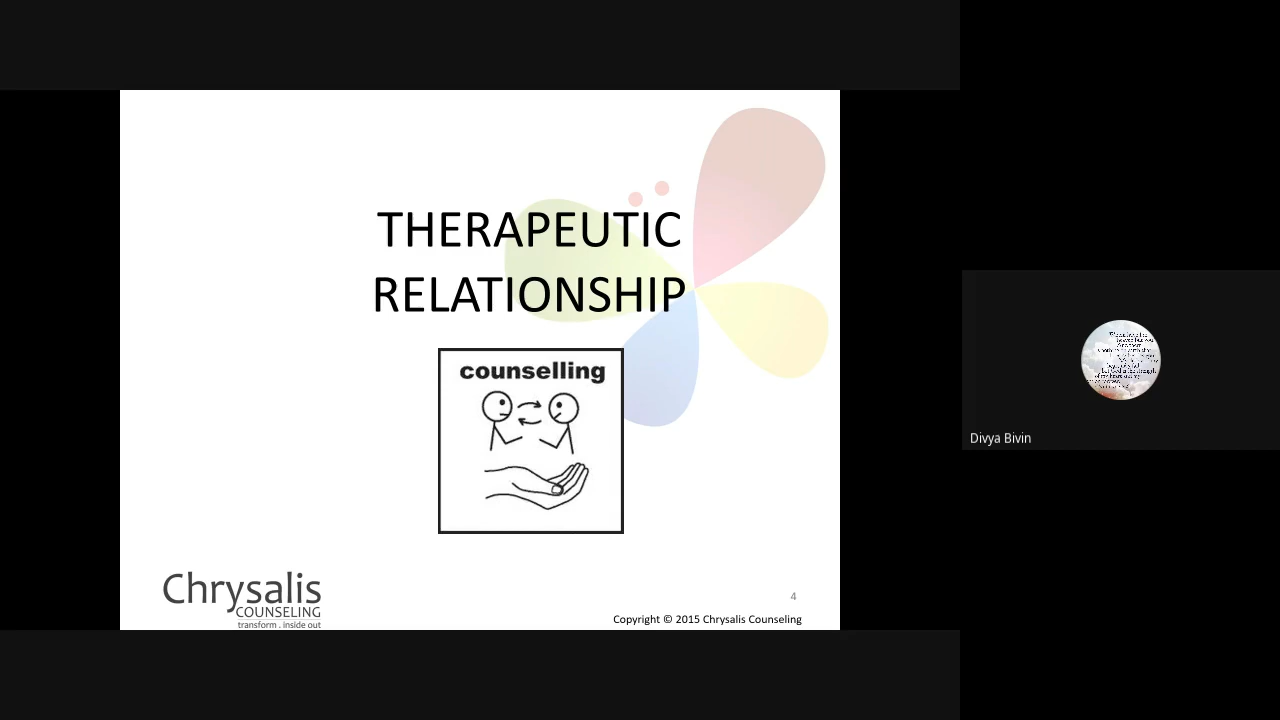 THERAPEUTIC
RELATIONSHIP
counselling
Chrysalis
COUNSELING
transform . inside out
4
Copyright © 2015 Chrysalis Counseling
Divya Bivin